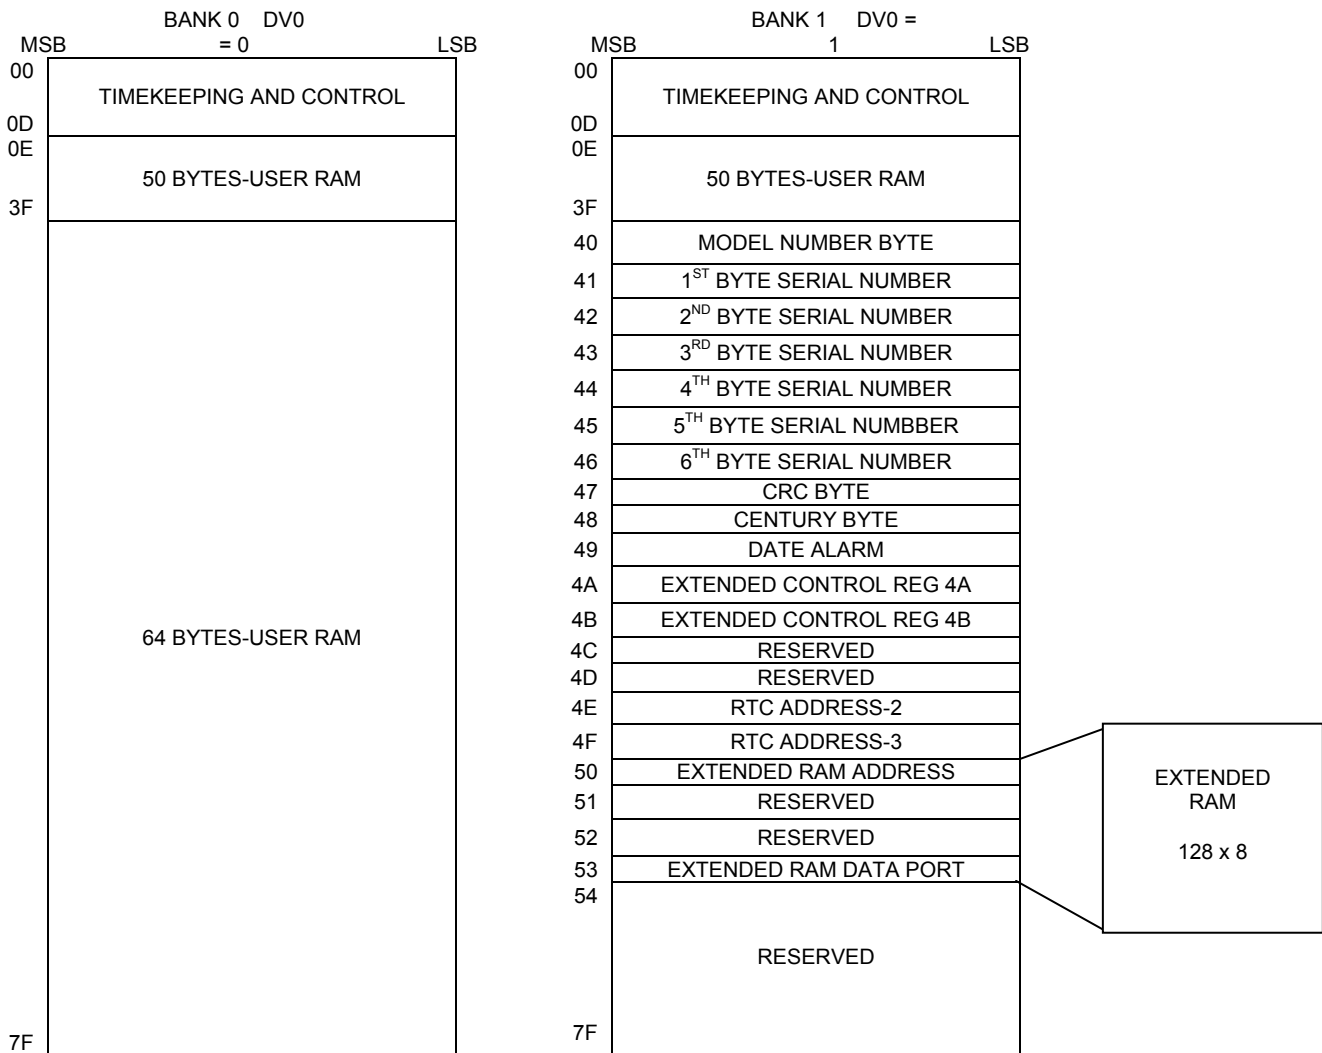 BANK 0 DV0
= 0
MSB LSB
00
TIMEKEEPING AND CONTROL
0D
0E
50 BYTES-USER RAM
3F
64 BYTES-USER RAM
7F
BANK 1 DV0 =
1
MSB LSB
00
TIMEKEEPING AND CONTROL
0D
0E
50 BYTES-USER RAM
3F
40 MODEL NUMBER BYTE
41 1ST BYTE SERIAL NUMBER
42 2ND BYTE SERIAL NUMBER
43 3RD BYTE SERIAL NUMBER
44 4TH BYTE SERIAL NUMBER
45 5TH BYTE SERIAL NUMBBER
46 6TH BYTE SERIAL NUMBER
47 CRC BYTE
48 CENTURY BYTE
49 DATE ALARM
4A EXTENDED CONTROL REG 4A
4B EXTENDED CONTROL REG 4B
4C RESERVED
4D RESERVED
4E RTC ADDRESS-2
4F RTC ADDRESS-3
50 EXTENDED RAM ADDRESS
51 RESERVED
52 RESERVED
53 EXTENDED RAM DATA PORT
54
RESERVED
7F
EXTENDED
RAM
128 x 8